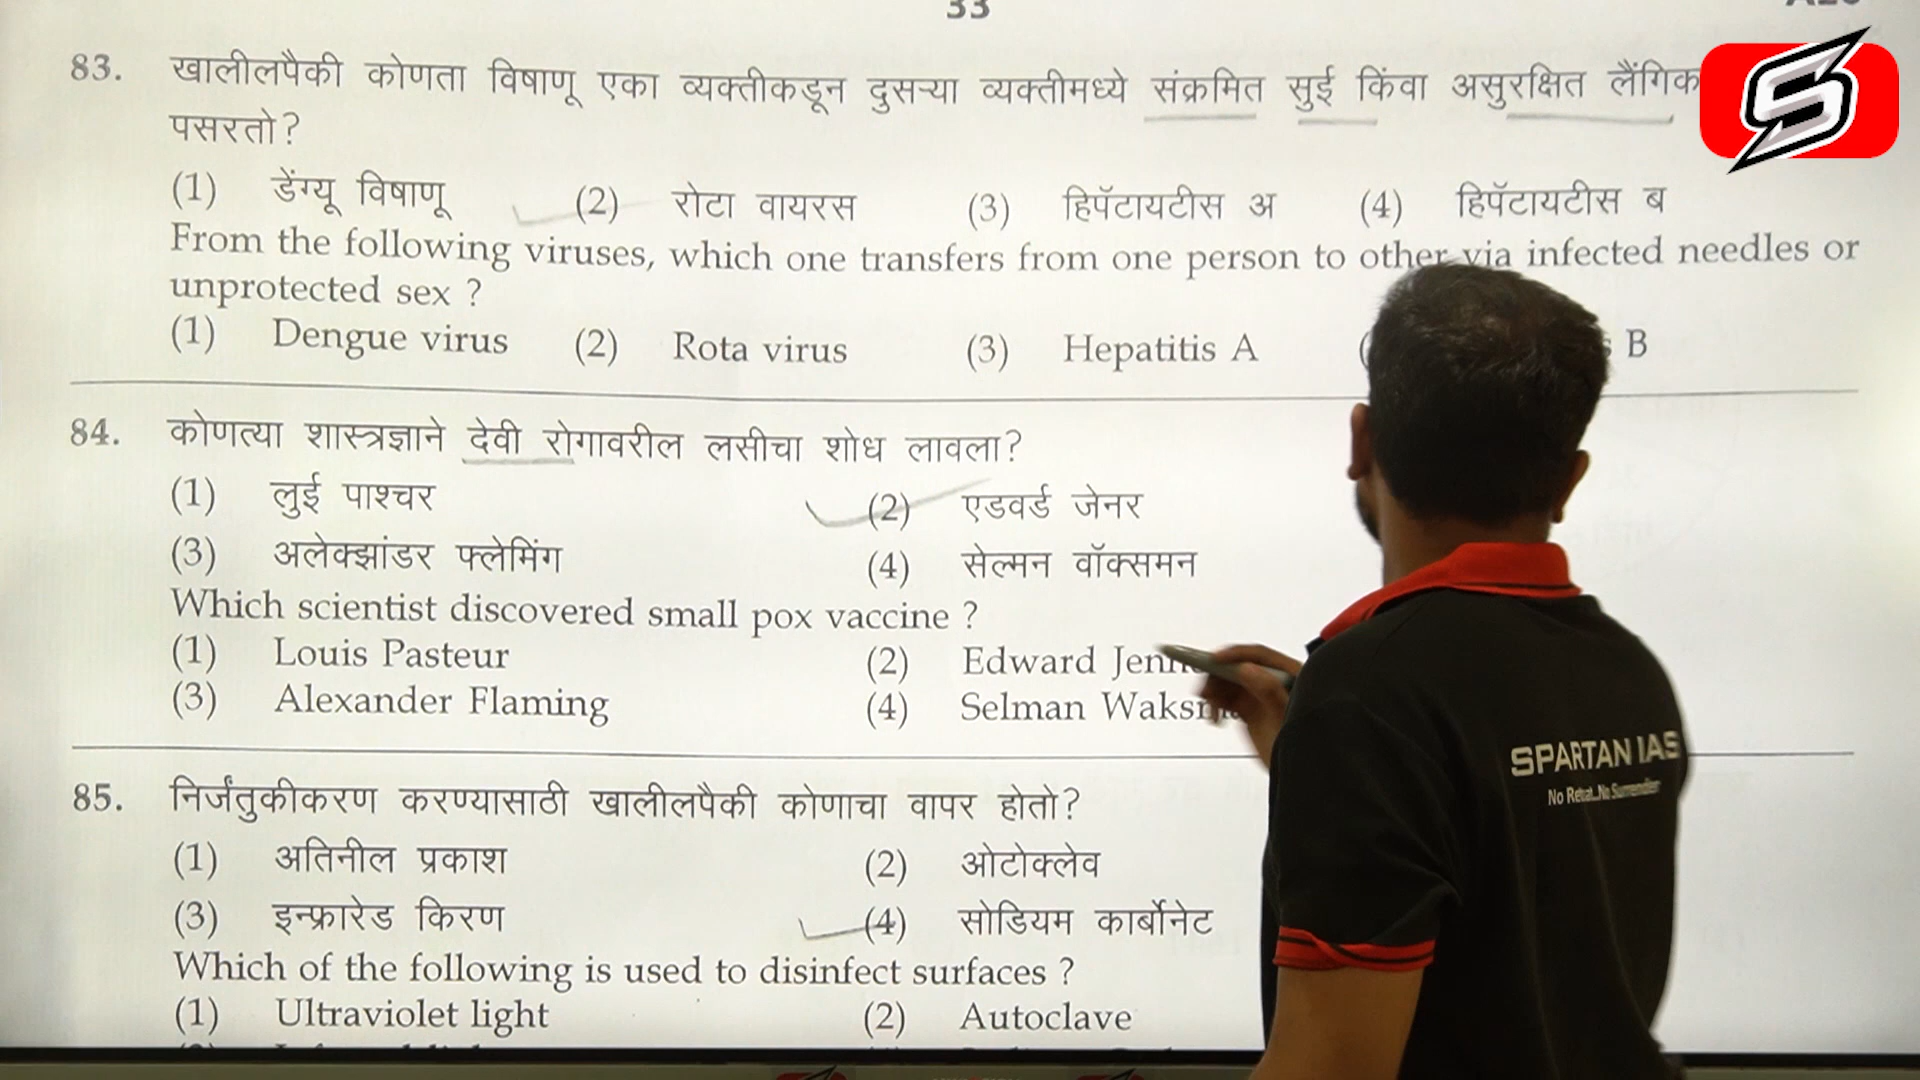 33
83. खालीलपैकी कोणता विषाणू एका व्यक्तीकडून दुसऱ्या व्यक्तीमध्ये संक्रमित सुई किंवा असुरक्षित लैंगिक
पसरतो?
(1) डेंग्यू विषाणू (2) रोटा वायरस (3) हिपॅटायटीस अ (4) हिपॅटायटीस ब
From the following viruses, which one transfers from one person to other via infected needles or
unprotected sex ?
(1) Dengue virus (2) Rota virus (3) Hepatitis A B
84. कोणत्या शास्त्रज्ञाने देवी रोगावरील लसीचा शोध लावला?
(1) लुई पाश्चर (2) एडवर्ड जेनर
(3) अलेक्झांडर फ्लेमिंग (4) सेल्मन वॉक्समन
Which scientist discovered small pox vaccine ?
(1) Louis Pasteur (2) Edward
(3) Alexander Flaming (4) Selman
85. निर्जंतुकीकरण करण्यासाठी खालीलपैकी कोणाचा वापर होतो?
(1) अतिनील प्रकाश (2) ओटोक्लेव
(3) इन्फ्रारेड किरण (4) सोडियम कार्बोनेट
Which of the following is used to disinfect surfaces ?
(1) Ultraviolet light (2) Autoclave
SPARTAN IAS
No Retreat...No Surrender